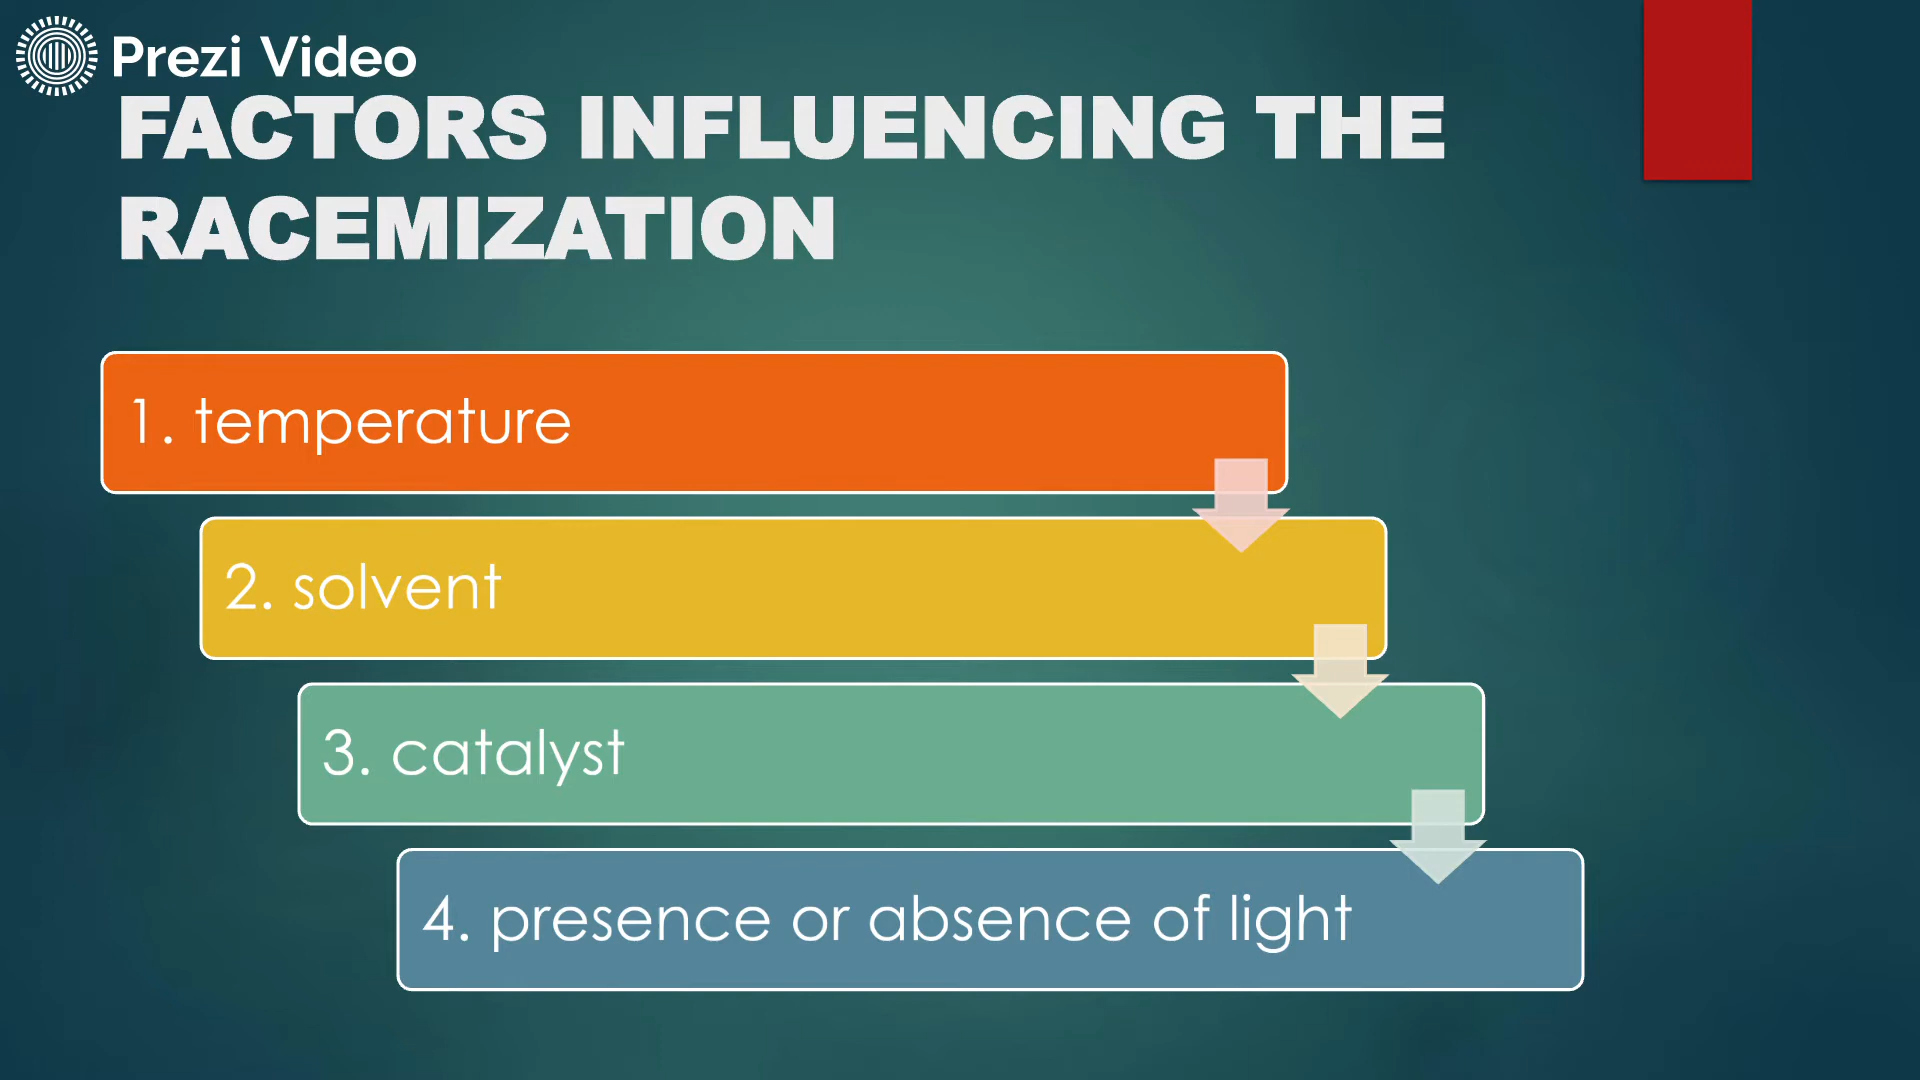 Prezi Video
FACTORS INFLUENCING THE
RACEMIZATION
1. temperature
2. solvent
3. catalyst
4. presence or absence of light